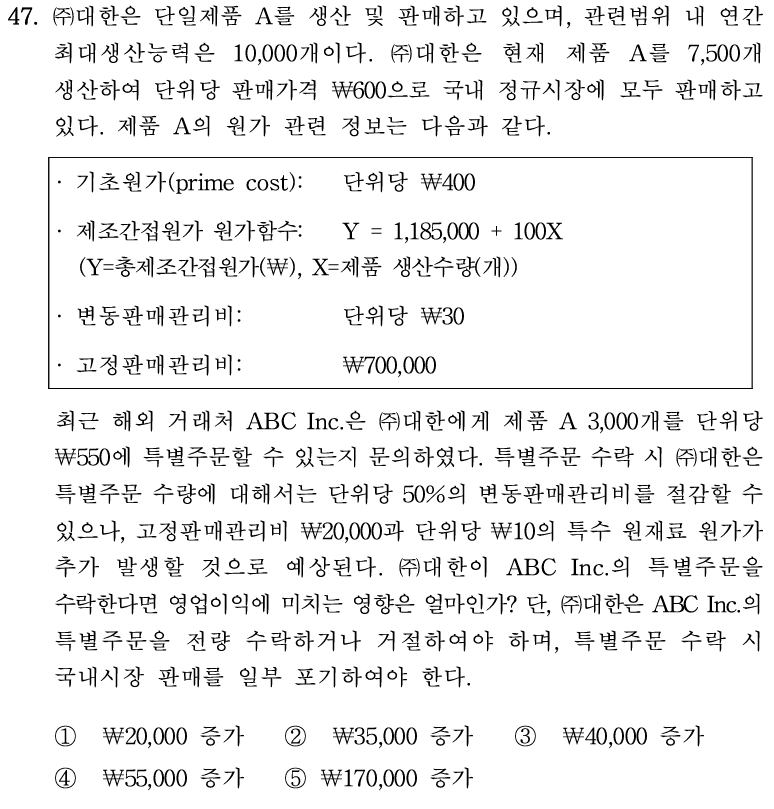 47. ㈜대한은 단일제품 A를 생산 및 판매하고 있으며, 관련범위 내 연간
최대생산능력은 10,000개이다. ㈜대한은 현재 제품 A를 7,500개
생산하여 단위당 판매가격 ₩600으로 국내 정규시장에 모두 판매하고
있다. 제품 A의 원가 관련 정보는 다음과 같다.
· 기초원가(prime cost): 단위당 ₩400
· 제조간접원가 원가함수: Y = 1,185,000 + 100X
(Y=총제조간접원가(₩), X=제품 생산수량(개))
· 변동판매관리비: 단위당 ₩30
· 고정판매관리비: ₩700,000
최근 해외 거래처 ABC Inc.은 ㈜대한에게 제품 A 3,000개를 단위당
₩550에 특별주문할 수 있는지 문의하였다. 특별주문 수락 시 ㈜대한은
특별주문 수량에 대해서는 단위당 50%의 변동판매관리비를 절감할 수
있으나, 고정판매관리비 ₩20,000과 단위당 ₩10의 특수 원재료 원가가
추가 발생할 것으로 예상된다. ㈜대한이 ABC Inc.의 특별주문을
수락한다면 영업이익에 미치는 영향은 얼마인가? 단, ㈜대한은 ABC Inc.의
특별주문을 전량 수락하거나 거절하여야 하며, 특별주문 수락 시
국내시장 판매를 일부 포기하여야 한다.
① ₩20,000 증가 ② ₩35,000 증가 ③ ₩40,000 증가
④ ₩55,000 증가 ⑤ ₩170,000 증가